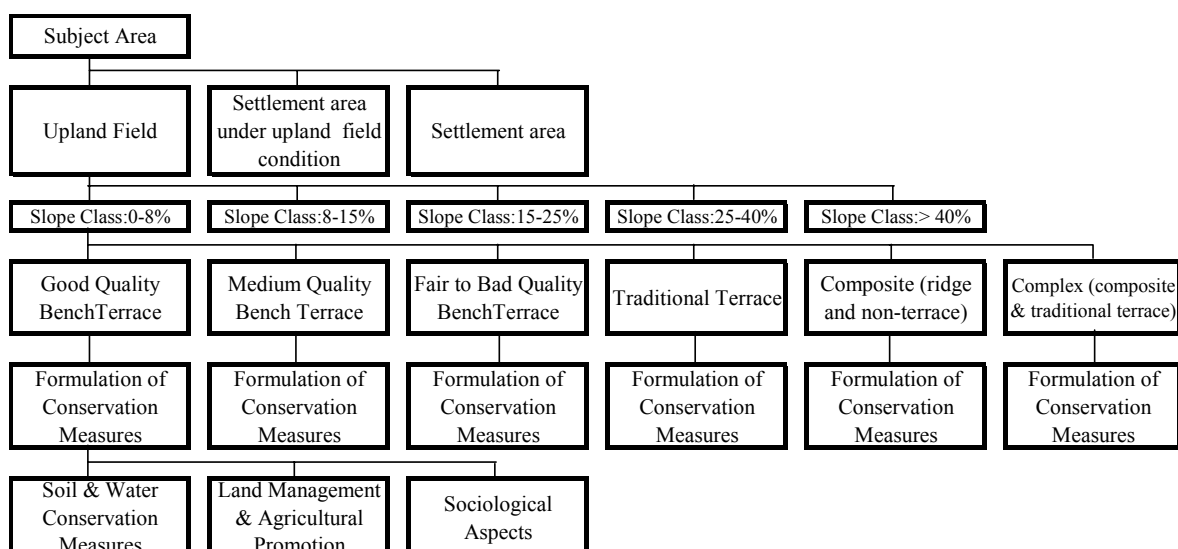 Subject Area
Upland Field
Settlement area
under upland field
condition
Settlement area
Slope Class:0-8%
Slope Class:8-15%
Slope Class:15-25%
Slope Class:25-40%
Slope Class:> 40%
Good Quality
BenchTerrace
Medium Quality
Bench Terrace
Fair to Bad Quality
BenchTerrace
Traditional Terrace
Composite (ridge
and non-terrace)
Complex (composite
& traditional terrace)
Formulation of
Conservation
Measures
Formulation of
Conservation
Measures
Formulation of
Conservation
Measures
Formulation of
Conservation
Measures
Formulation of
Conservation
Measures
Formulation of
Conservation
Measures
Soil & Water
Conservation
Measures
Land Management
& Agricultural
Promotion
Sociological
Aspects